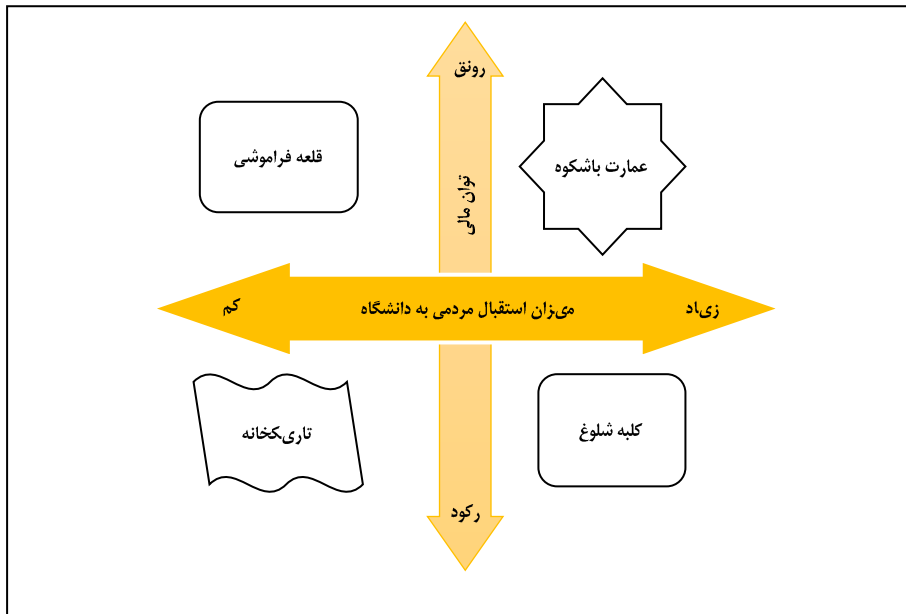 رونق
عمارت باشکوه
قلعه فراموشی
توان مالی
زیاد
میزان استقبال مردمی به دانشگاه
کم
کلبه شلوغ
تاریکخانه
رکود